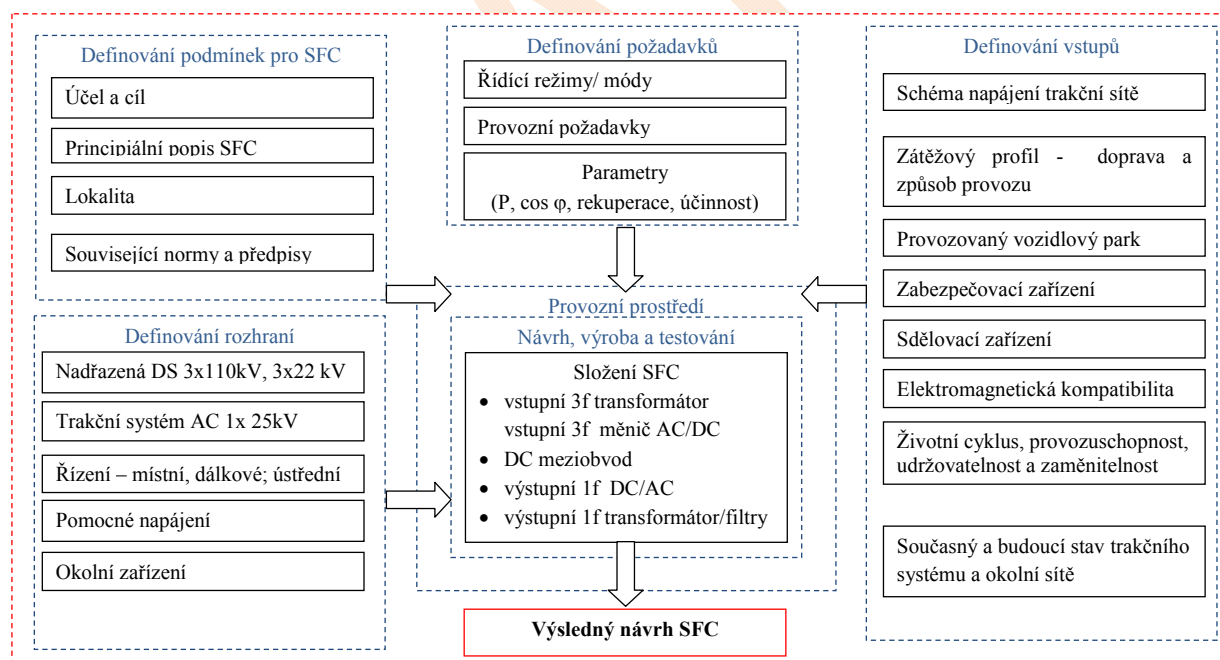 Definování podmínek pro SFC
Účel a cíl
Principiální popis SFC
Lokalita
Související normy a předpisy
Definování rozhraní
Nadřazená DS 3x110kV, 3x22 kV
Trakční systém AC 1x 25kV
Řízení – místní, dálkové; ústřední
Pomocné napájení
Okolní zařízení
Definování požadavků
Řídící režimy/ módy
Provozní požadavky
Parametry
(P, cos φ, rekuperace, účinnost)
Provozní prostředí
Návrh, výroba a testování
Složení SFC
• vstupní 3f transformátor
vstupní 3f měnič AC/DC
• DC meziobvod
• výstupní 1f DC/AC
• výstupní 1f transformátor/filtry
Výsledný návrh SFC
Definování vstupů
Schéma napájení trakční sítě
Zátěžový profil - doprava a
způsob provozu
Provozovaný vozidlový park
Zabezpečovací zařízení
Sdělovací zařízení
Elektromagnetická kompatibilita
Životní cyklus, provozuschopnost,
udržovatelnost a zaměnitelnost
Současný a budoucí stav trakčního
systému a okolní sítě